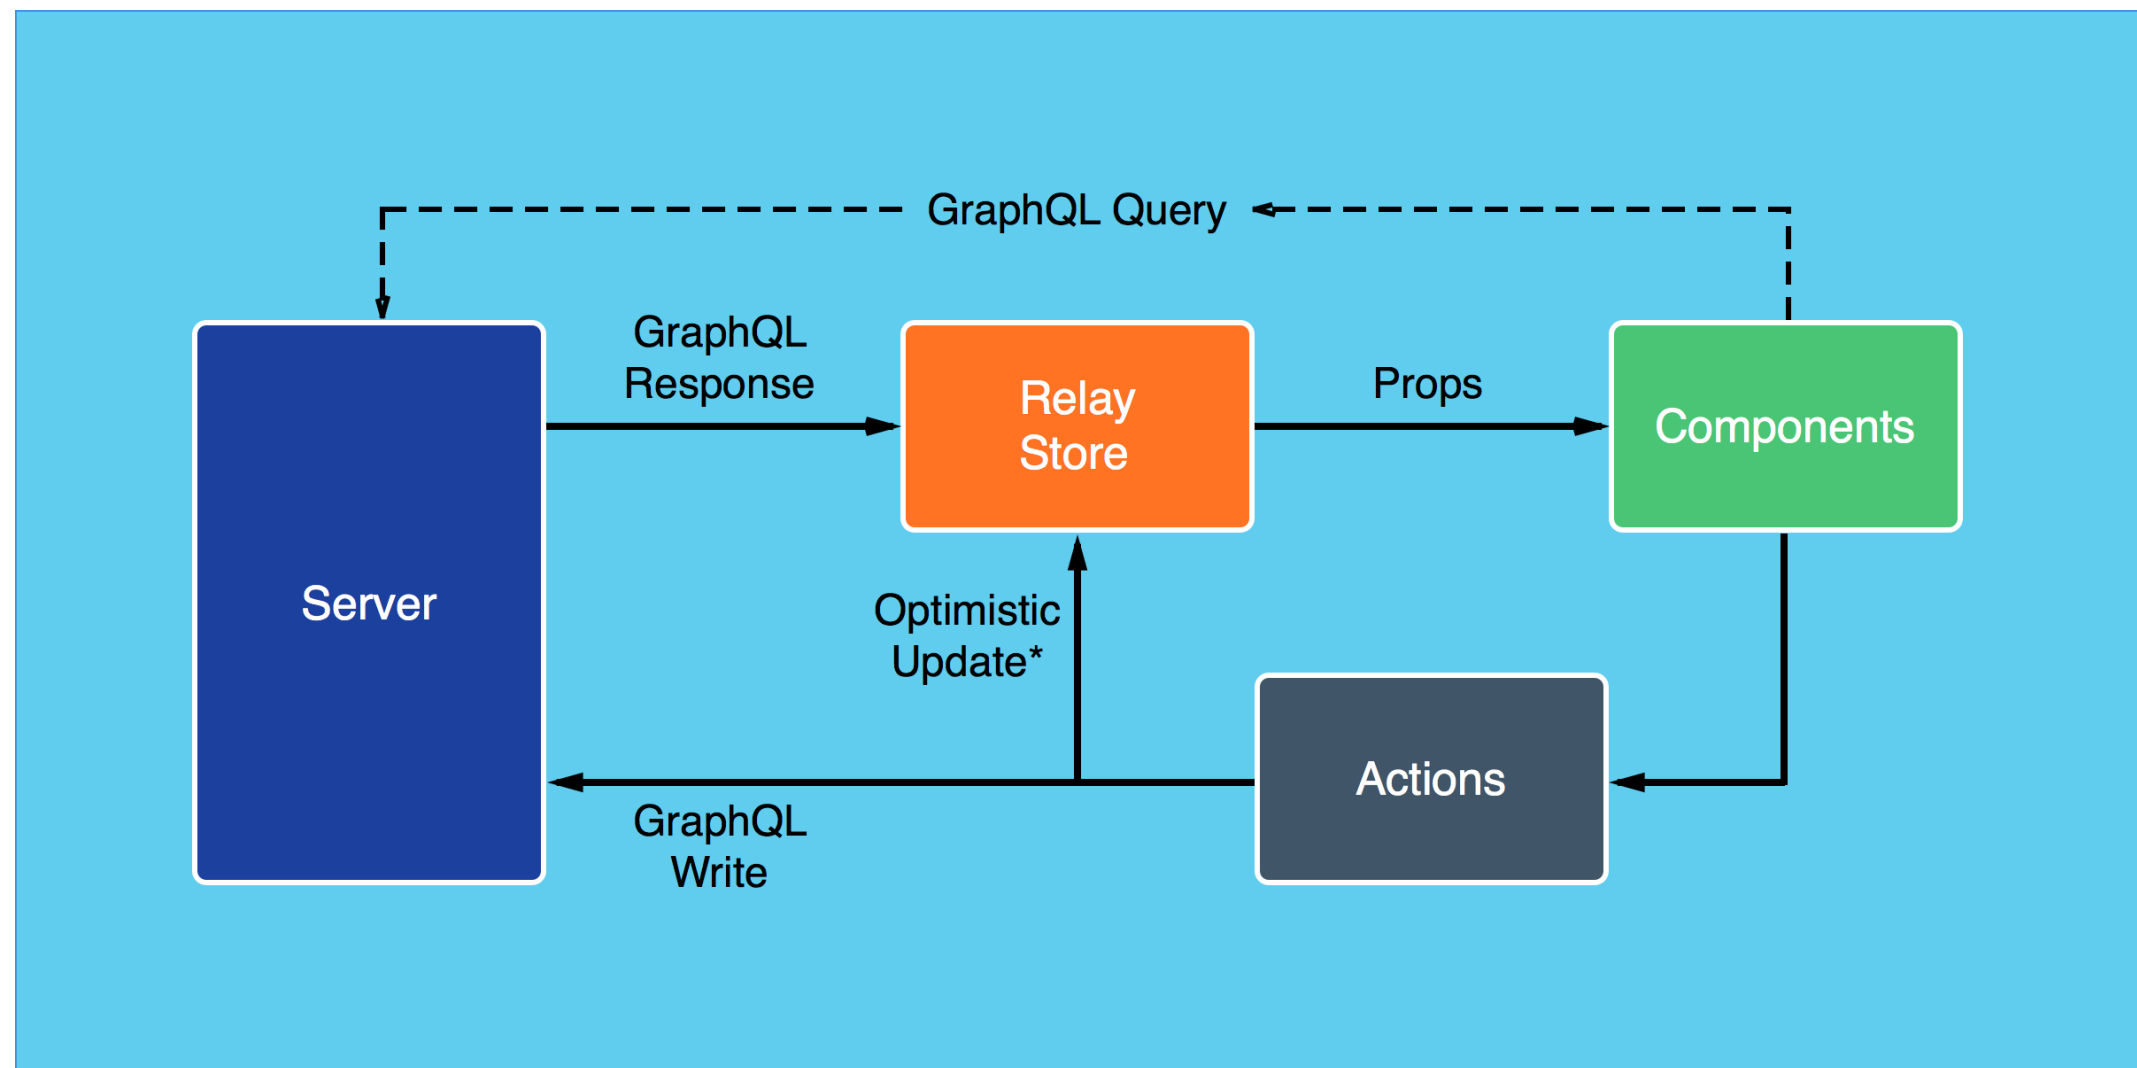 GraphQL Query
GraphQL
Response
Relay
Store
Props
Components
Server
Optimistic
Update*
Actions
GraphQL
Write